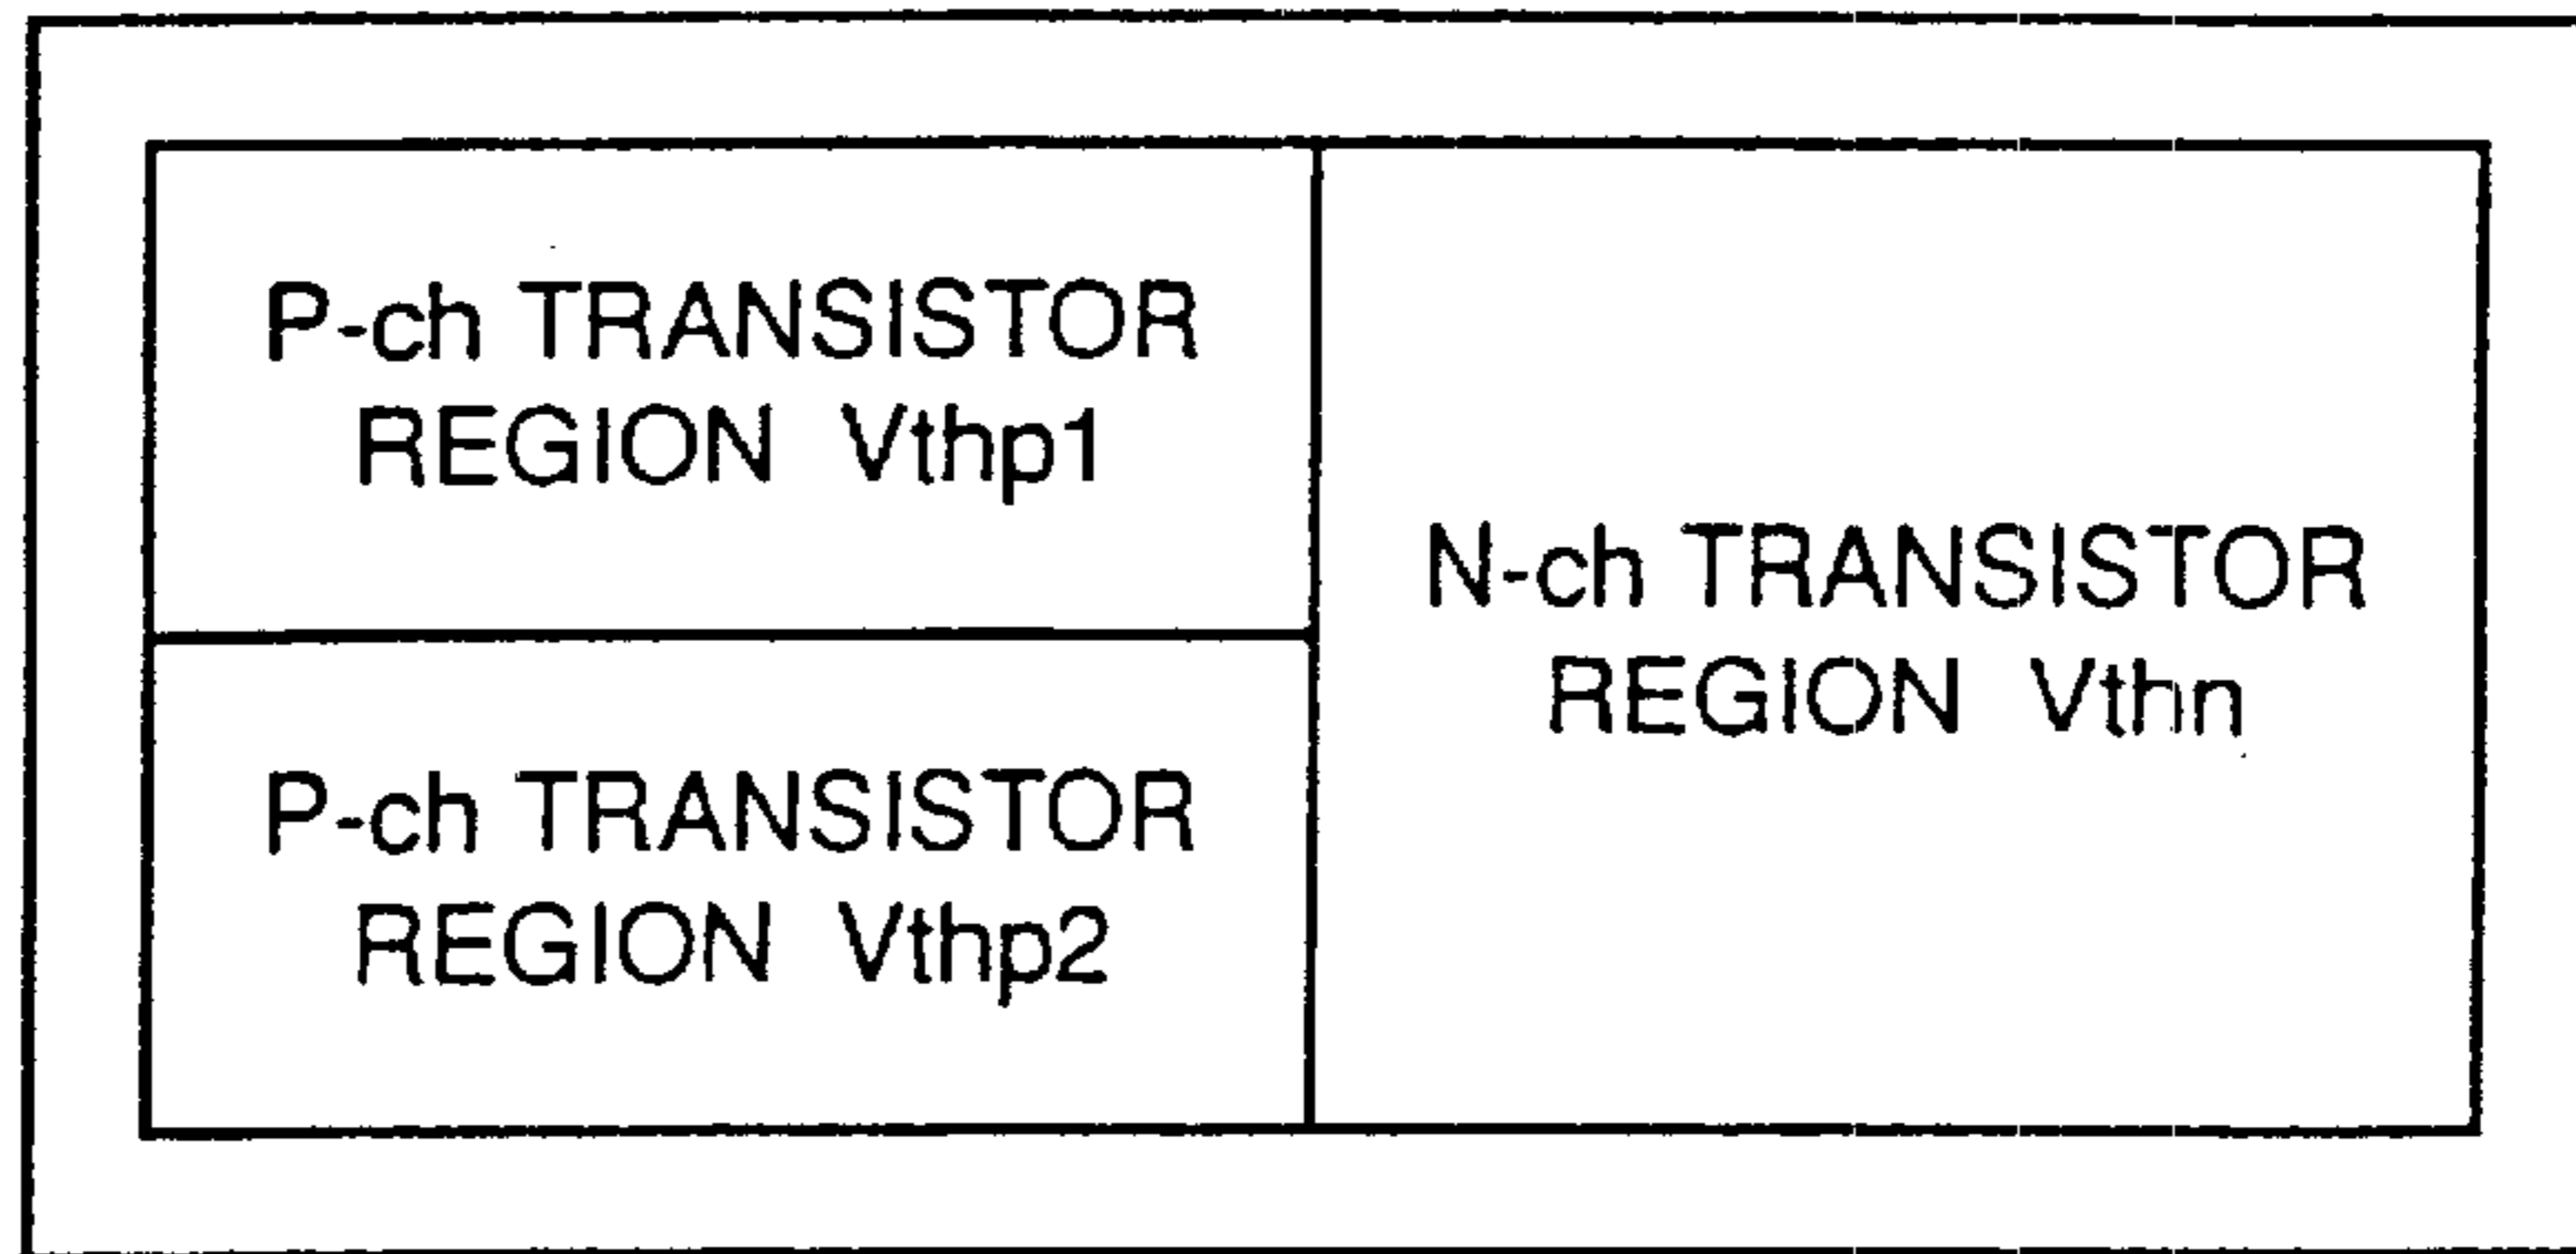 P-ch TRANSISTOR
REGION Vthp1
P-ch TRANSISTOR
REGION Vthp2
N-ch TRANSISTOR
REGION Vthn